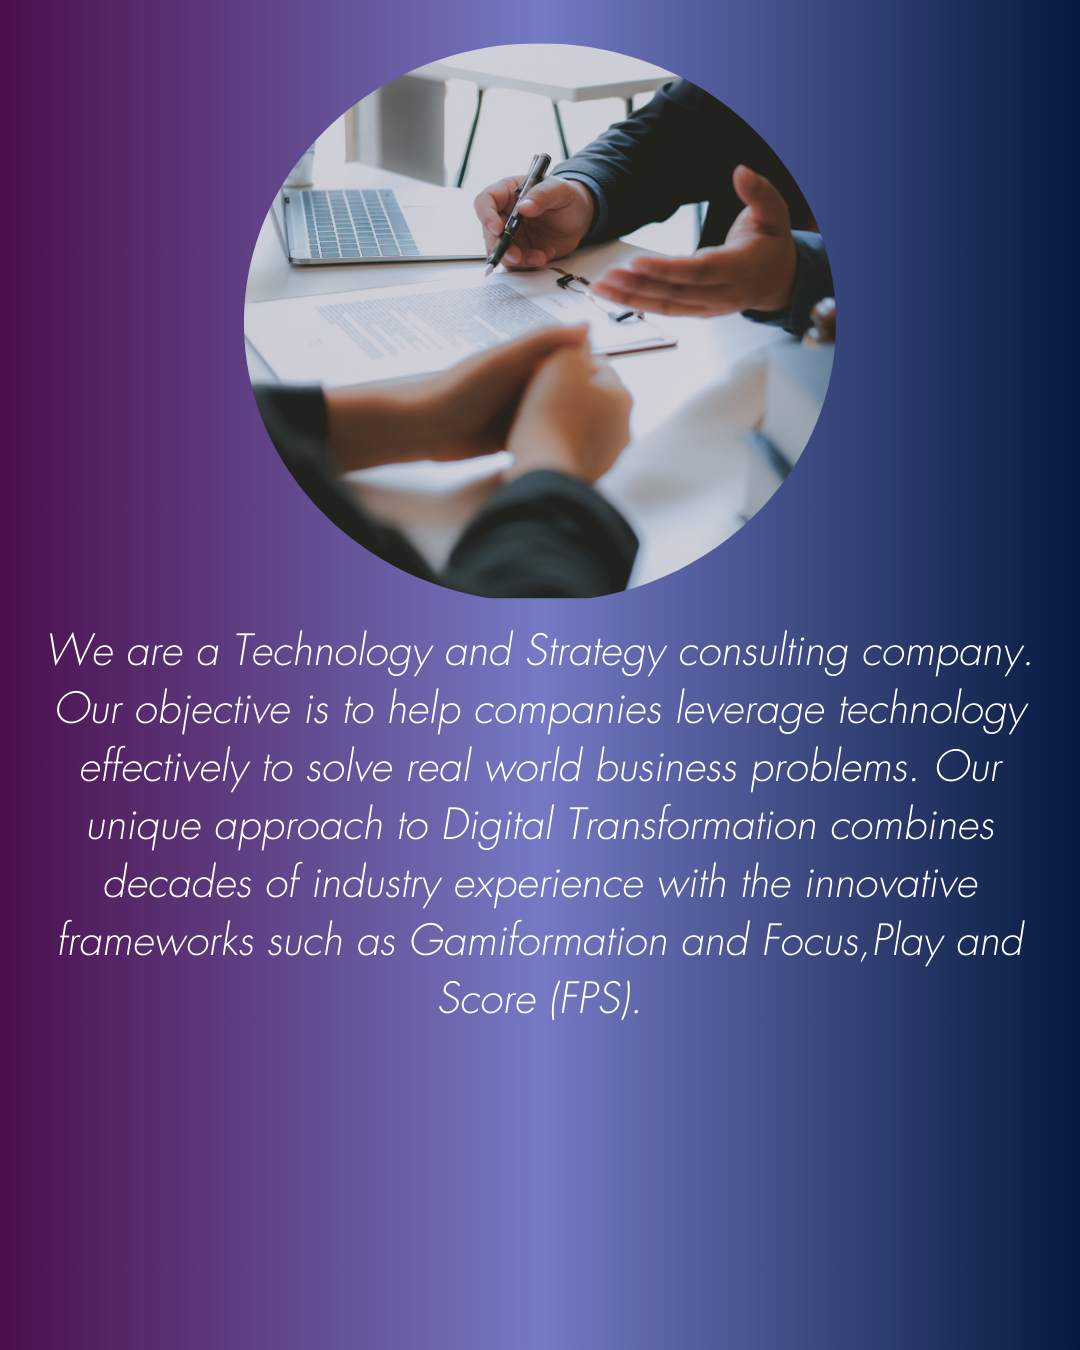 We are a Technology and Strategy consulting company.
Our objective is to help companies leverage technology
effectively to solve real world business problems. Our
unique approach to Digital Transformation combines
decades of industry experience with the innovative
frameworks such as Gamiformation and Focus,Play and
Score (FPS).